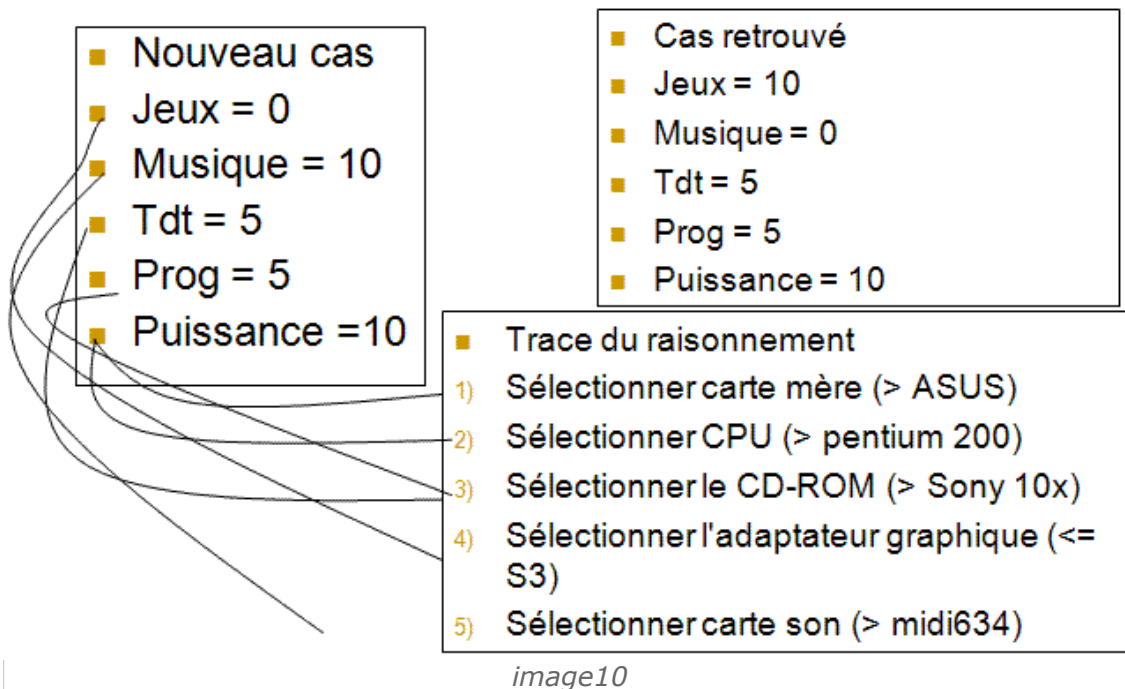 Nouveau cas
Jeux = 0
Musique = 10
Tdt = 5
Prog = 5
Puissance =10
Cas retrouvé
Jeux = 10
Musique = 0
Tdt = 5
Prog = 5
Puissance = 10
Trace du raisonnement
1) Sélectionner carte mère (> ASUS)
2) Sélectionner CPU (> pentium 200)
3) Sélectionner le CD-ROM (> Sony 10x)
4) Sélectionner l'adaptateur graphique (<=
S3)
5) Sélectionner carte son (> midi634)
image10